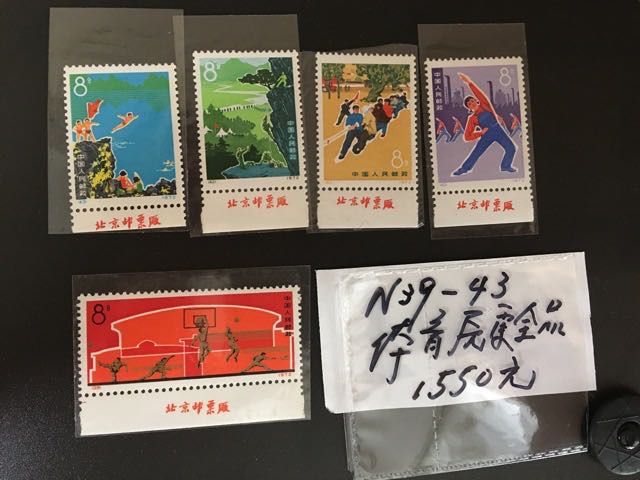 8分
中国人民邮政
1972
北京邮票厂
8分
中国人民邮政
北京邮票厂
8分
中国人民邮政
北京邮票厂
8分
中国人民邮政
北京邮票厂
8分
中国人民邮政
1972
北京邮票厂
N39-43
体育全品
1550元